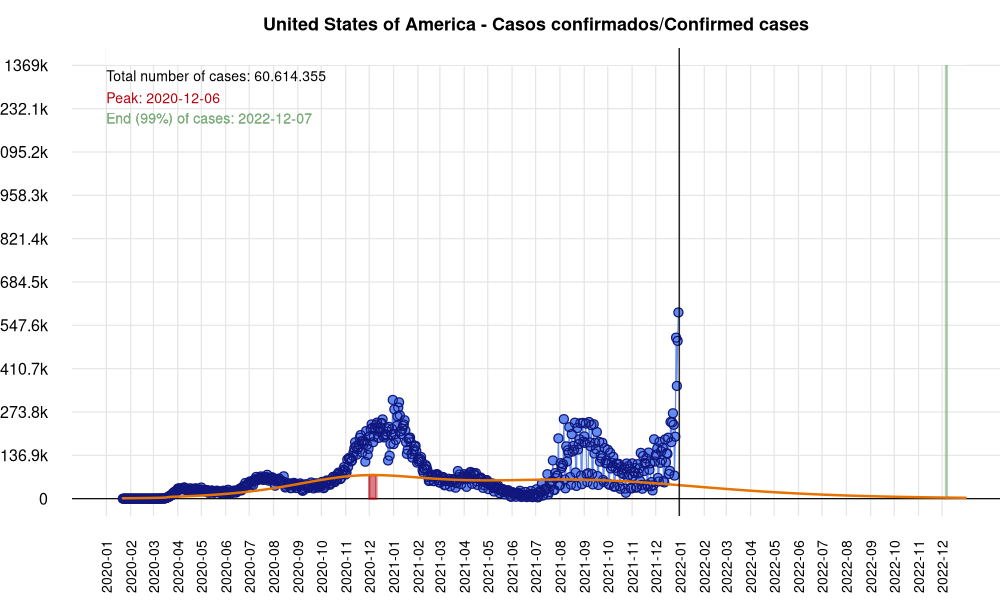 United States of America - Casos confirmados/Confirmed cases
1369k
Total number of cases: 60.614.355
Peak: 2020-12-06
232.1k
End (99%) of cases: 2022-12-07
095.2k
958.3k
821.4k
684.5k
547.6k
410.7k
273.8k
136.9k
0
2020-01
2020-02
2020-03
2020-04
2020-05
2020-06
2020-07
2020-08
2020-09
2020-10
2020-11
2020-12
2021-01
2021-02
2021-03
2021-04
2021-05
2021-06
2021-07
2021-08
2021-09
2021-10
2021-11
2021-12
2022-01
2022-02
2022-03
2022-04
2022-05
2022-06
2022-07
2022-08
2022-09
2022-10
2022-11
2022-12